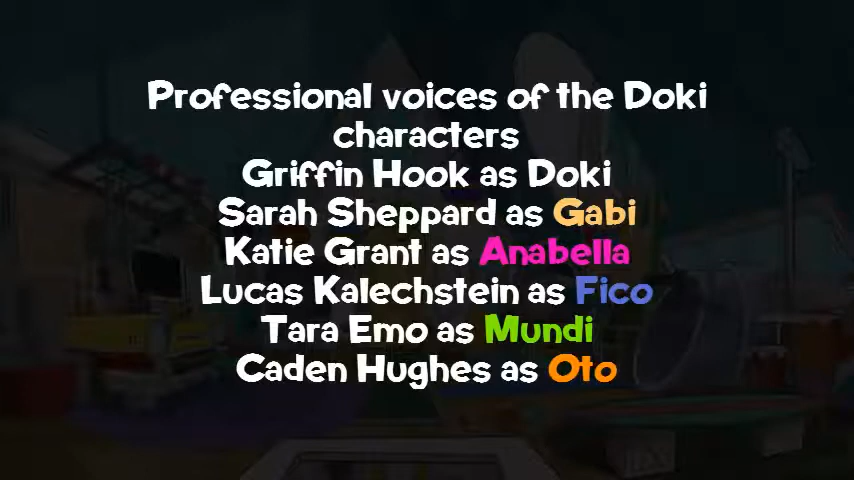 Professional voices of the Doki
characters
Griffin Hook as Doki
Sarah Sheppard as Gabi
Katie Grant as Anabella
Lucas Kalechstein as Fico
Tara Emo as Mundi
Caden Hughes as Oto